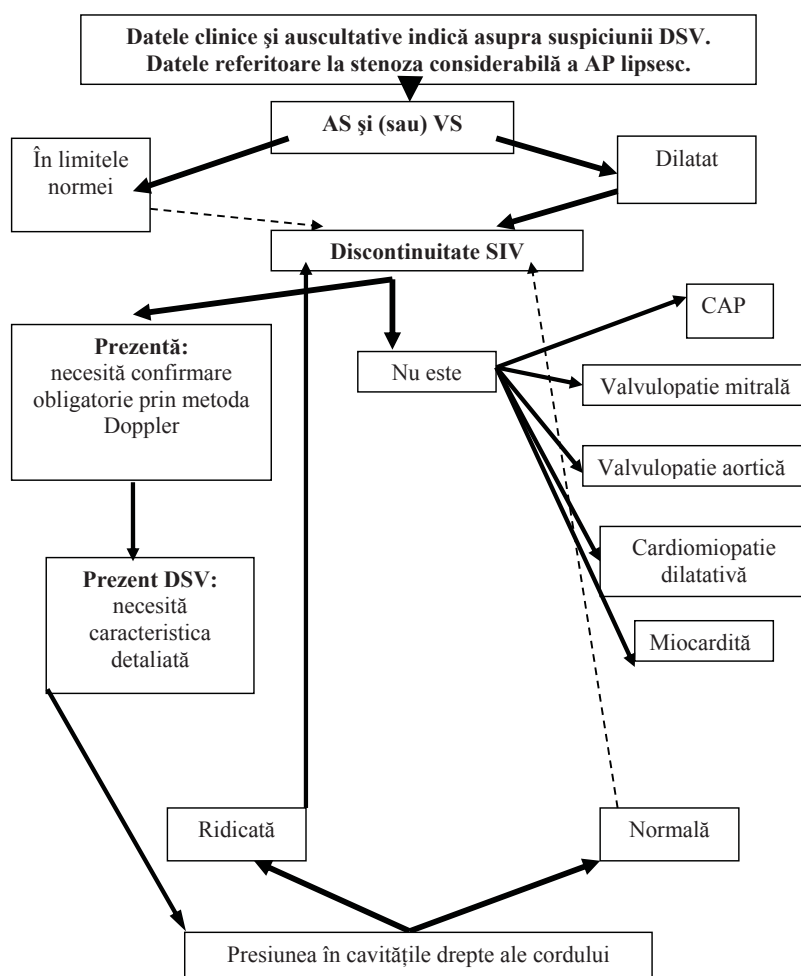 Datele clinice şi auscultative indică asupra suspiciunii DSV.
Datele referitoare la stenoza considerabilă a AP lipsesc.
AS şi (sau) VS
În limitele
normei
Dilatat
Discontinuitate SIV
Prezentă:
necesită confirmare
obligatorie prin metoda
Doppler
Nu este
CAP
Valvulopatie mitrală
Valvulopatie aortică
Cardiomiopatie
dilatativă
Miocardită
Prezent DSV:
necesită
caracteristica
detaliată
Ridicată
Normală
Presiunea în cavităţile drepte ale cordului